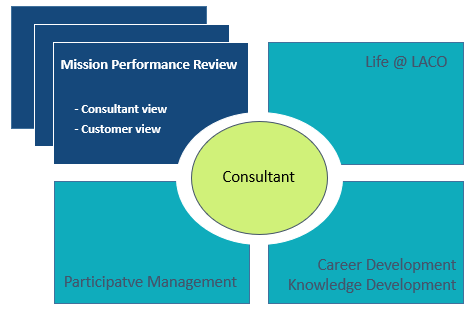 Mission Performance Review
Life @ LACO
- Consultant view
- Customer view
Consultant
Participatve Management
Career Development
Knowledge Development